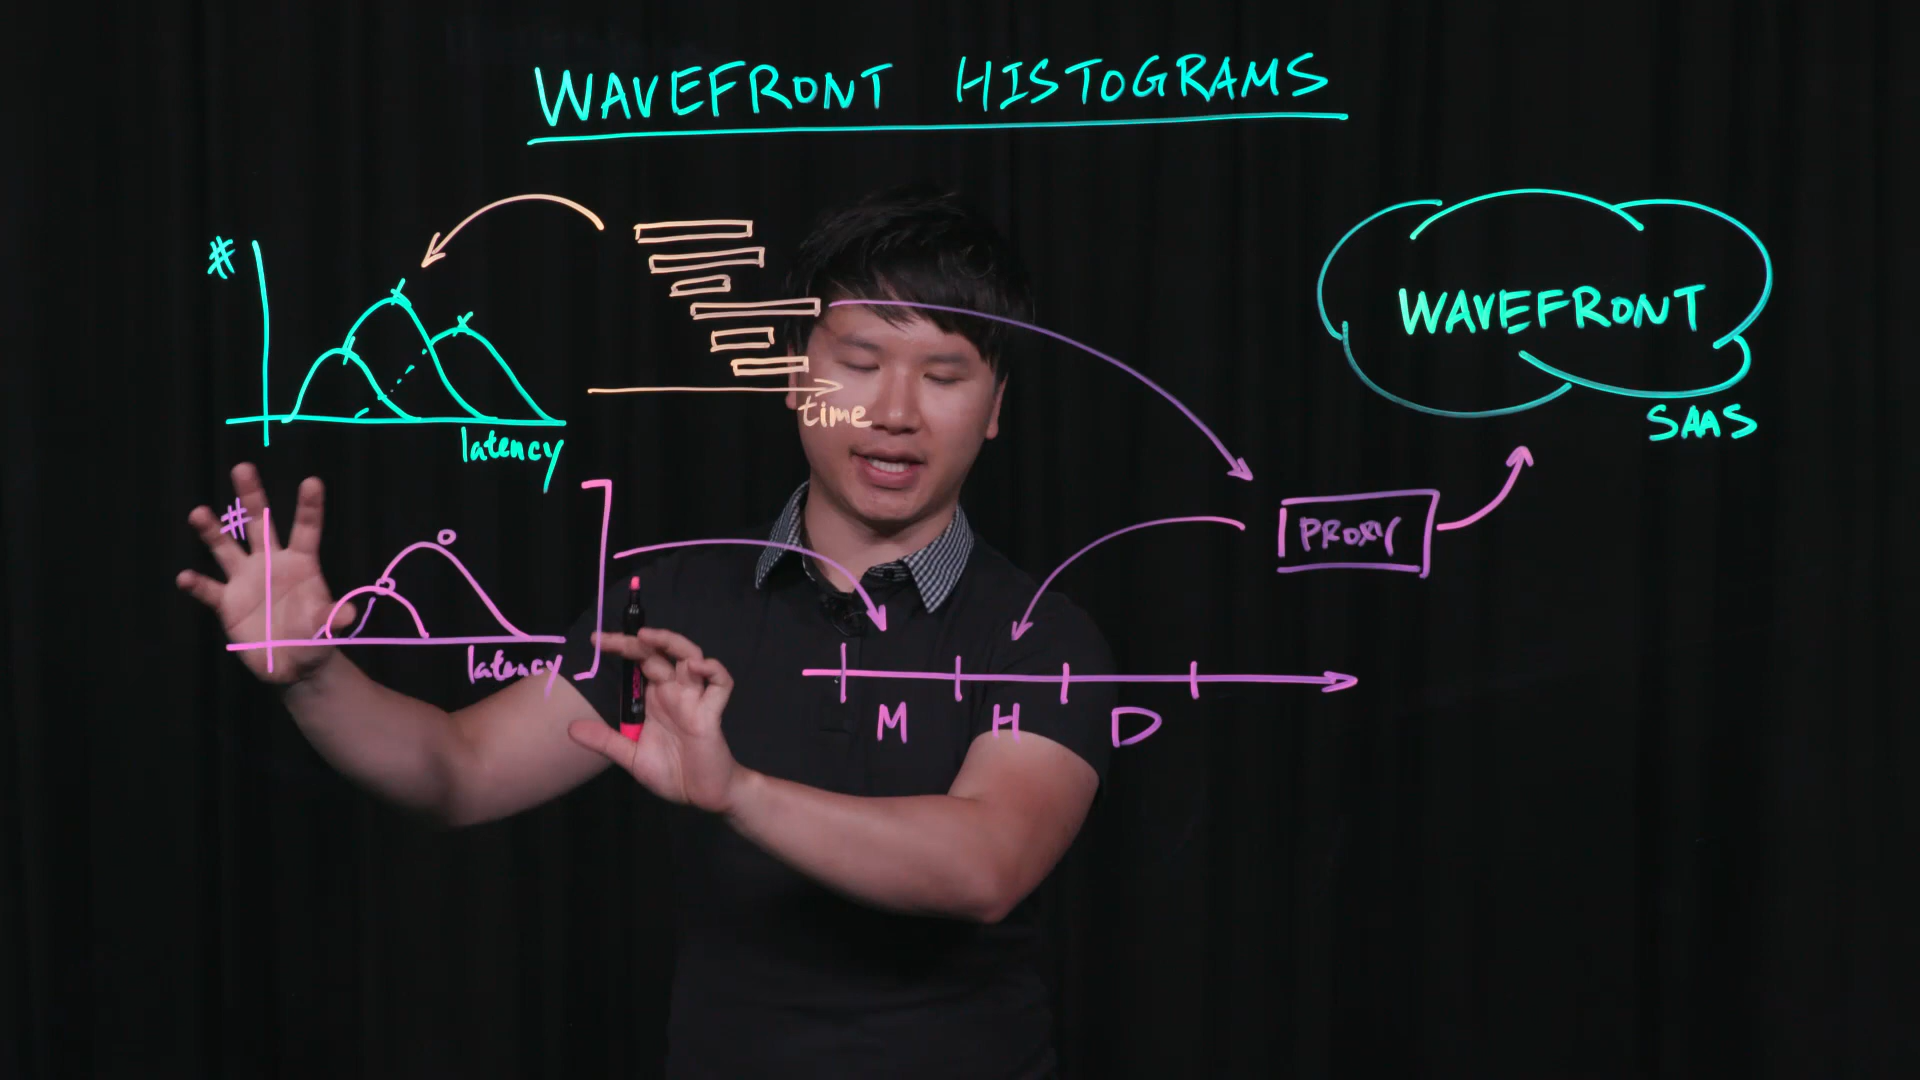 WAVEFRONT HISTOGRAMS
#
time
latency
WAVEFRONT
SAAS
#
latency
PROXY
M H D